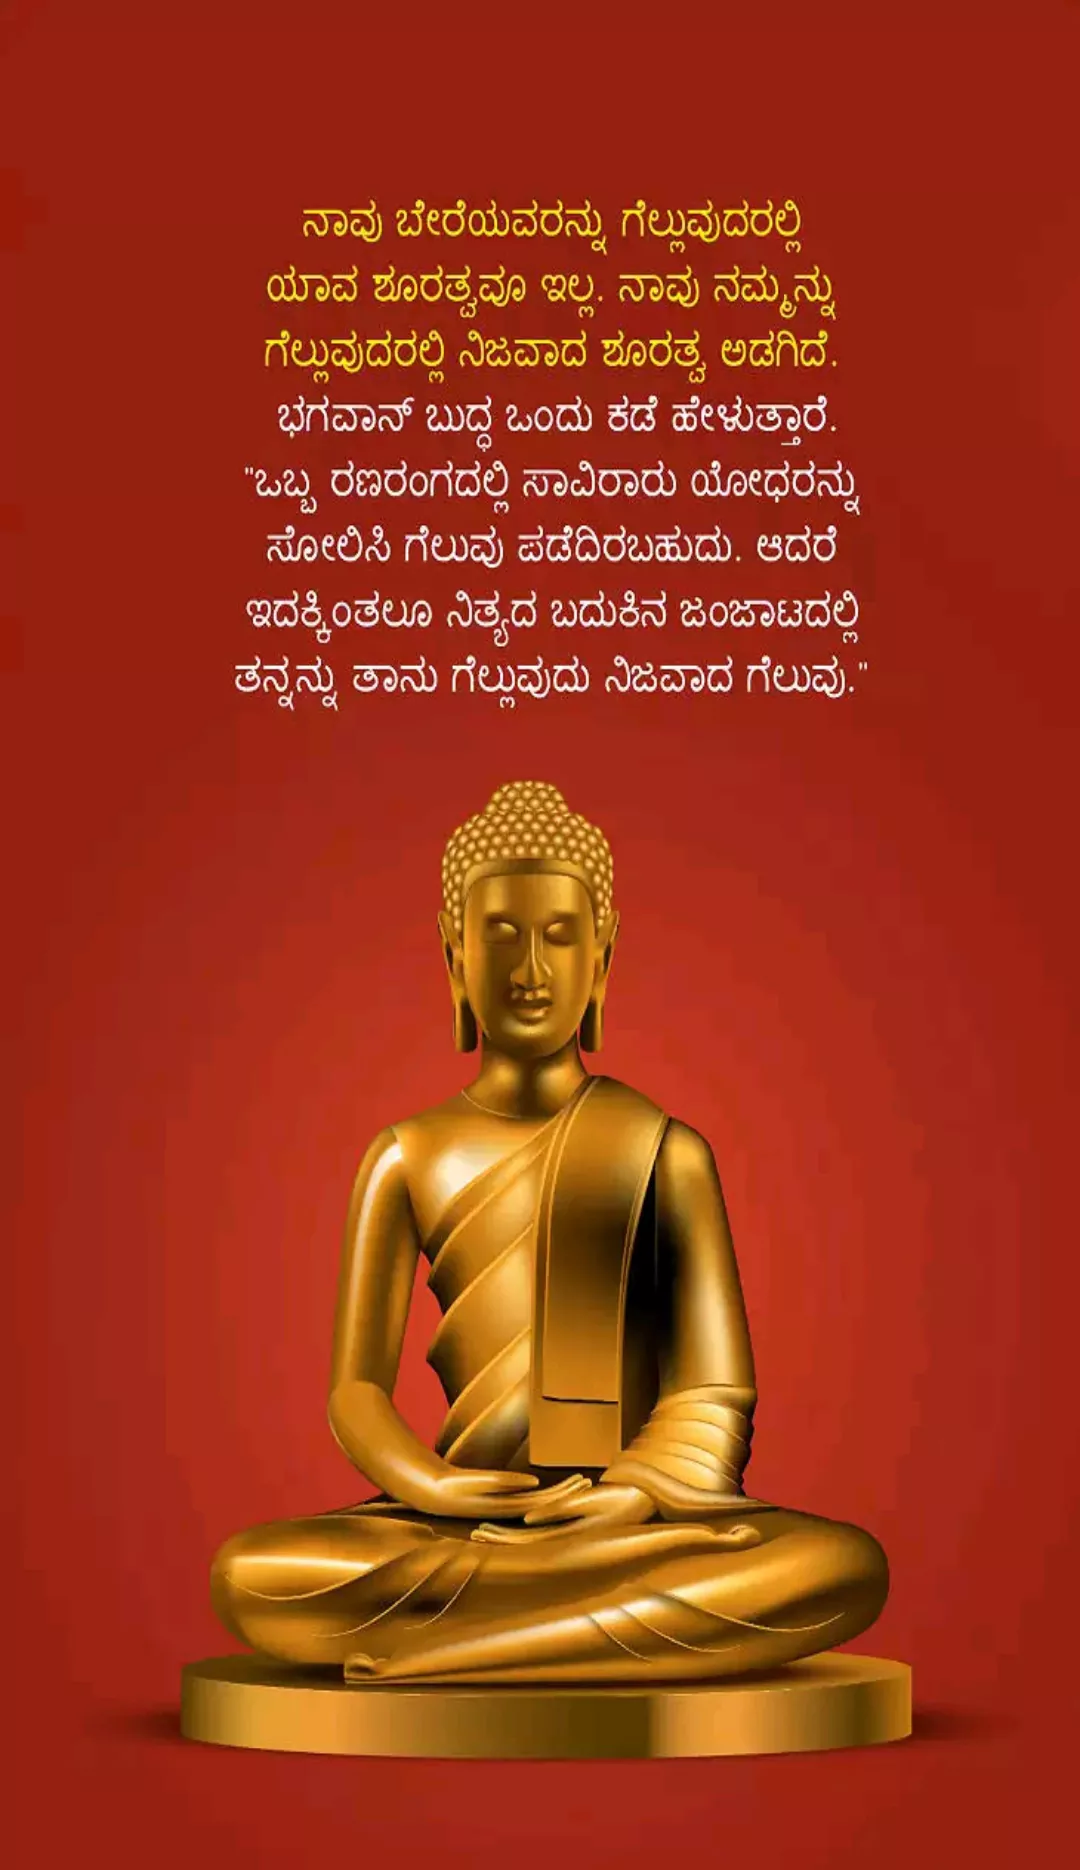 ನಾವು ಬೇರೆಯವರನ್ನು ಗೆಲ್ಲುವುದರಲ್ಲಿ
ಯಾವ ಶೂರತ್ವವೂ ಇಲ್ಲ. ನಾವು ನಮ್ಮನ್ನು
ಗೆಲ್ಲುವುದರಲ್ಲಿ ನಿಜವಾದ ಶೂರತ್ವ ಅಡಗಿದೆ.
ಭಗವಾನ್ ಬುದ್ಧ ಒಂದು ಕಡೆ ಹೇಳುತ್ತಾರೆ.
"ಒಬ್ಬ ರಣರಂಗದಲ್ಲಿ ಸಾವಿರಾರು ಯೋಧರನ್ನು
ಸೋಲಿಸಿ ಗೆಲುವು ಪಡೆದಿರಬಹುದು. ಆದರೆ
ಇದಕ್ಕಿಂತಲೂ ನಿತ್ಯದ ಬದುಕಿನ ಜಂಜಾಟದಲ್ಲಿ
ತನ್ನನ್ನು ತಾನು ಗೆಲ್ಲುವುದು ನಿಜವಾದ ಗೆಲುವು."